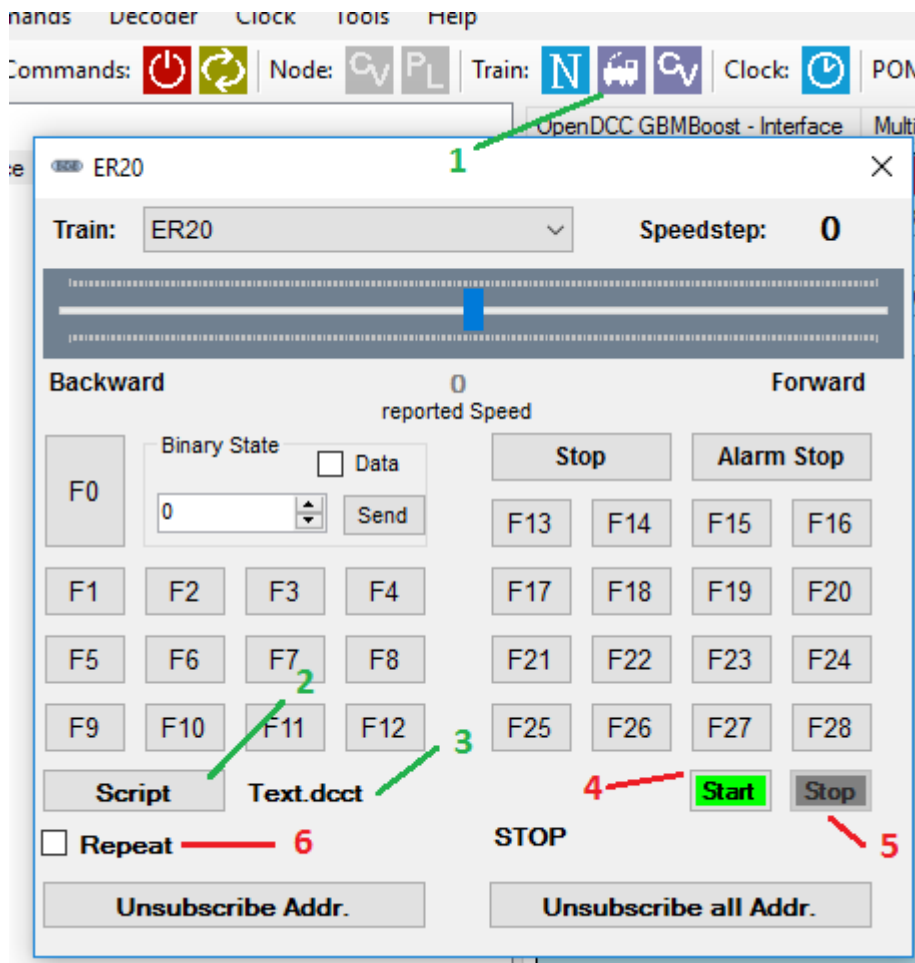 Decoder Clock Tools Help
Commands: Node: CV PL Train: N CV Clock: POM
1
OpenDCC GBMBoost - Interface Multi
ER20
Train: ER20 Speedstep: 0
Backward 0 Forward
reported Speed
F0 Binary State Data Stop Alarm Stop
0 Send F13 F14 F15 F16
F1 F2 F3 F4 F17 F18 F19 F20
F5 F6 F7 F8 F21 F22 F23 F24
2
F9 F10 F11 F12 3 F25 F26 F27 F28
Script Text.dcct 4 Start Stop
Repeat 6 STOP 5
Unsubscribe Addr. Unsubscribe all Addr.